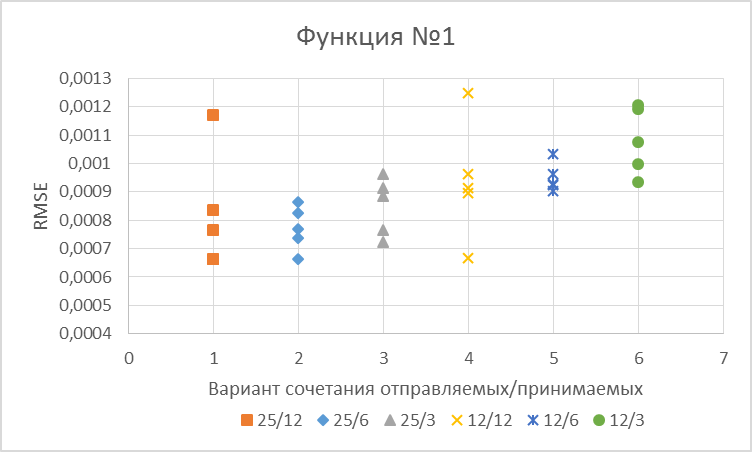 Функция №1
0,0013
0,0012
0,0011
0,001
0,0009
0,0008
0,0007
0,0006
0,0005
0,0004
RMSE
0 1 2 3 4 5 6 7
Вариант сочетания отправляемых/принимаемых
25/12 25/6 25/3 12/12 12/6 12/3